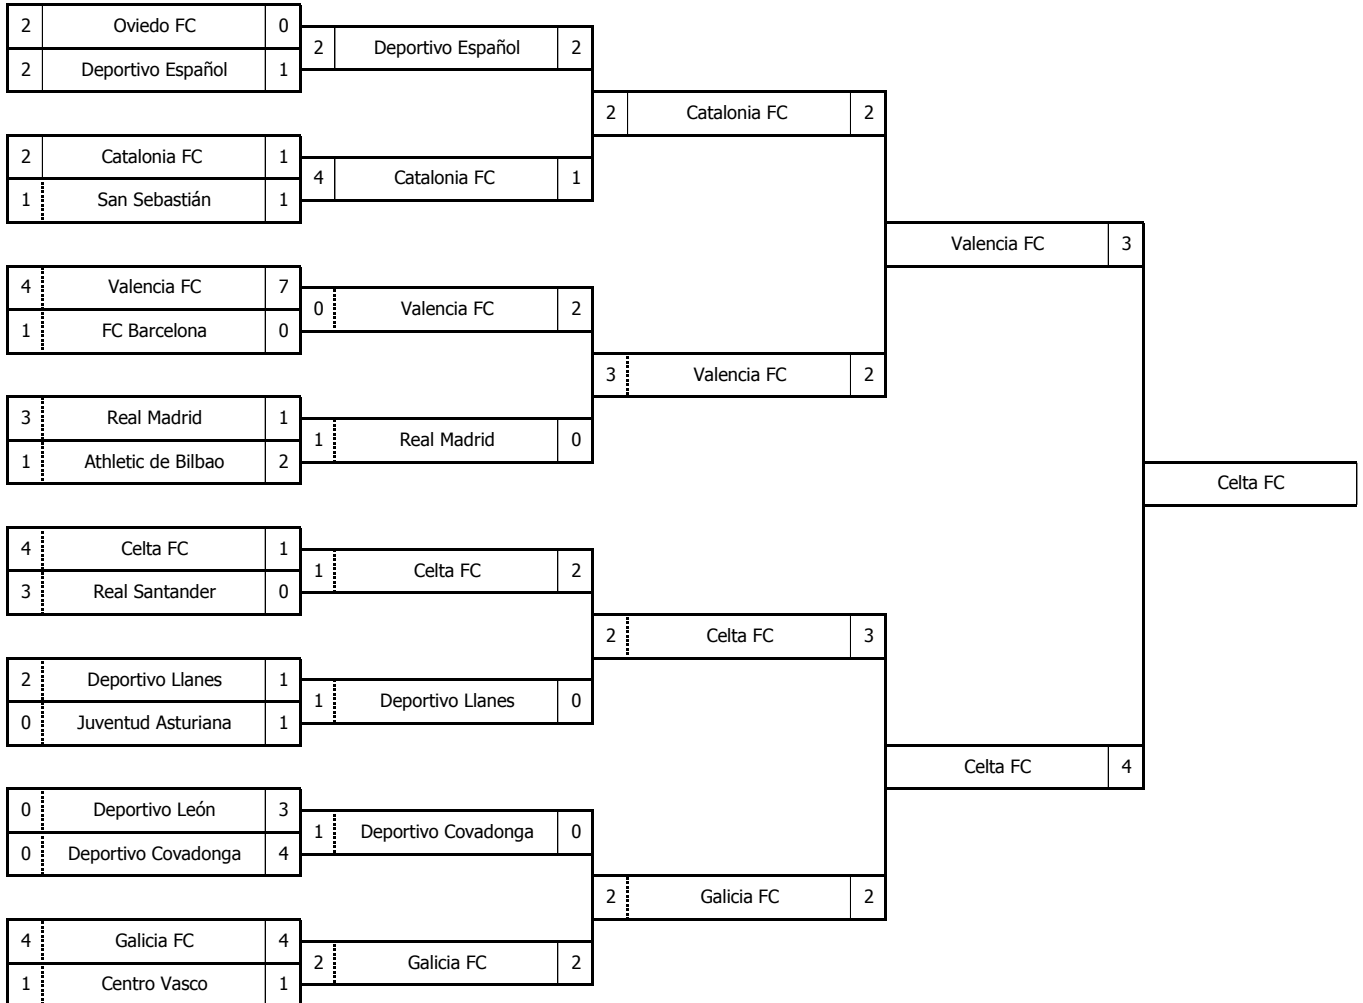 2 Oviedo FC 0
2 Deportivo Español 2
2 Deportivo Español 1
2 Catalonia FC 2
2 Catalonia FC 1
4 Catalonia FC 1
1 San Sebastián 1
Valencia FC 3
4 Valencia FC 7
0 Valencia FC 2
1 FC Barcelona 0
3 Valencia FC 2
3 Real Madrid 1
1 Real Madrid 0
1 Athletic de Bilbao 2
Celta FC
4 Celta FC 1
1 Celta FC 2
3 Real Santander 0
2 Celta FC 3
2 Deportivo Llanes 1
1 Deportivo Llanes 0
0 Juventud Asturiana 1
Celta FC 4
0 Deportivo León 3
1 Deportivo Covadonga 0
0 Deportivo Covadonga 4
2 Galicia FC 2
4 Galicia FC 4
2 Galicia FC 2
1 Centro Vasco 1